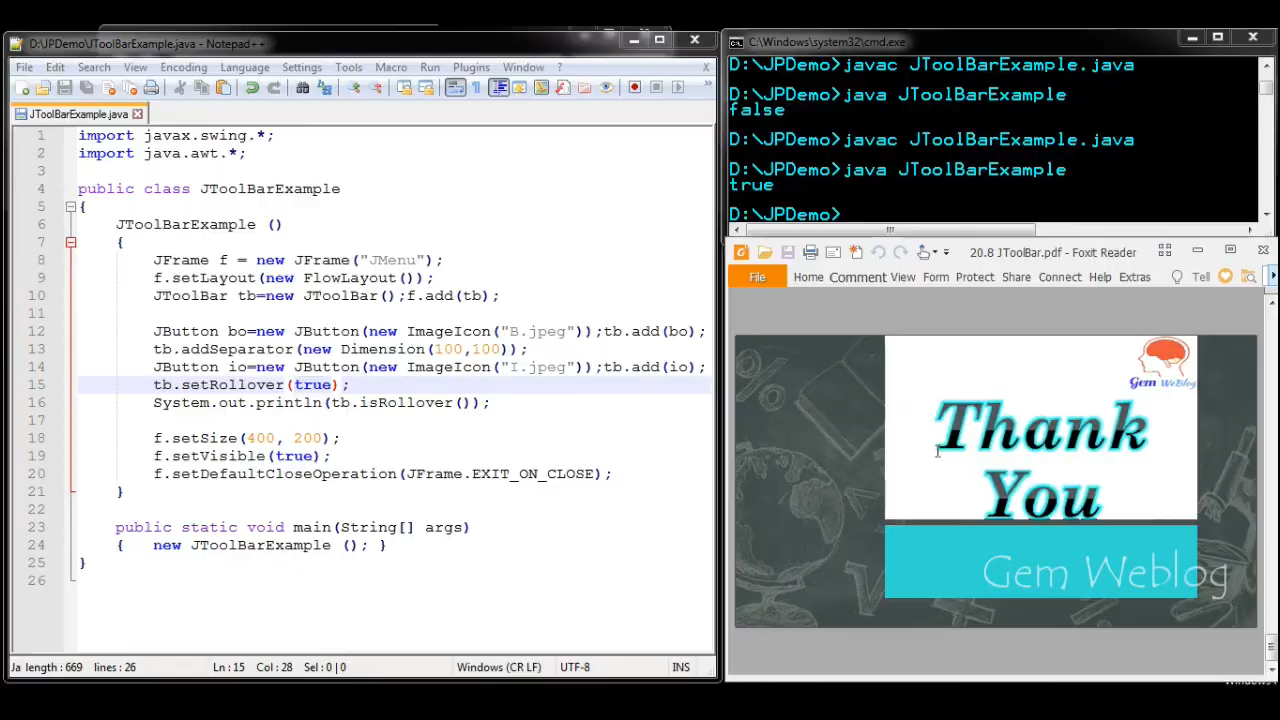 D:\JPDemo\JToolBarExample.java - Notepad++
File Edit Search View Encoding Language Settings Tools Macro Run Plugins Window ? X
JToolBarExample.java
1 import javax.swing.*;
2 import java.awt.*;
3
4 public class JToolBarExample
5 {
6 JToolBarExample ()
7 {
8 JFrame f = new JFrame("JMenu");
9 f.setLayout(new FlowLayout());
10 JToolBar tb=new JToolBar();f.add(tb);
11
12 JButton bo=new JButton(new ImageIcon("B.jpeg"));tb.add(bo);
13 tb.addSeparator(new Dimension(100,100));
14 JButton io=new JButton(new ImageIcon("I.jpeg"));tb.add(io);
15 tb.setRollover(true);
16 System.out.println(tb.isRollover());
17
18 f.setSize(400, 200);
19 f.setVisible(true);
20 f.setDefaultCloseOperation(JFrame.EXIT_ON_CLOSE);
21 }
22
23 public static void main(String[] args)
24 { new JToolBarExample (); }
25 }
26
Ja length:669 lines:26 Ln:15 Col:28 Sel:0|0 Windows (CR LF) UTF-8 INS
C:\Windows\system32\cmd.exe
D:\JPDemo>javac JToolBarExample.java
D:\JPDemo>java JToolBarExample
false
D:\JPDemo>javac JToolBarExample.java
D:\JPDemo>java JToolBarExample
true
D:\JPDemo>
20.8 JToolBar.pdf - Foxit Reader
File Home Comment View Form Protect Share Connect Help Extras Tell
Gem WeBlog
Thank
You
Gem Weblog